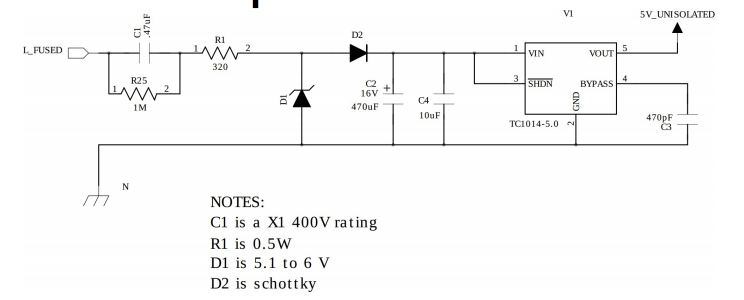 V1
5V_UNISOLATED
C1
.47uF
L_FUSED
1 R1 2
320
D2
1 VIN VOUT 5
R25
1 2
1M
D1
C2
16V
470uF
+
C4
10uF
3 SHDN BYPASS 4
GND
TC1014-5.0
2
470pF
C3
N
NOTES:
C1 is a X1 400V rating
R1 is 0.5W
D1 is 5.1 to 6 V
D2 is schottky